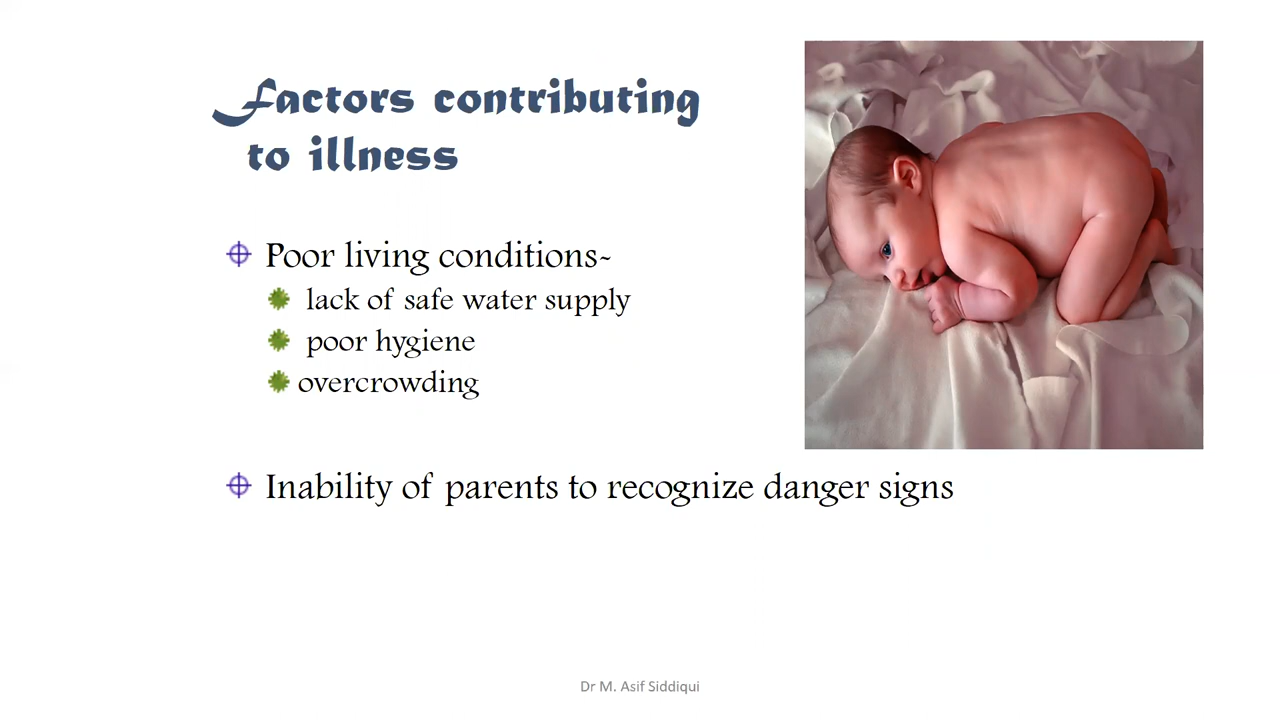 Factors contributing
to illness
Poor living conditions-
lack of safe water supply
poor hygiene
overcrowding
Inability of parents to recognize danger signs
Dr M. Asif Siddiqui